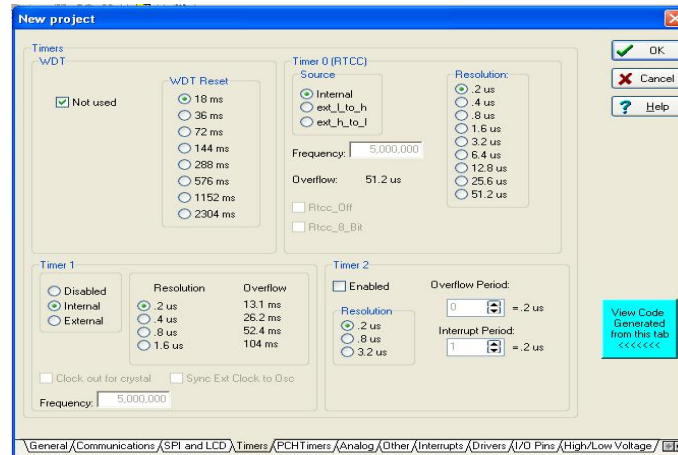 New project
Timers
WDT
Not used
WDT Reset
18 ms
36 ms
72 ms
144 ms
288 ms
576 ms
1152 ms
2304 ms
Timer 0 (RTCC)
Source
Internal
ext_l_to_h
ext_h_to_l
Frequency: 5,000,000
Overflow: 51.2 us
Rtcc_Off
Rtcc_8_Bit
Resolution:
.2 us
.4 us
.8 us
1.6 us
3.2 us
6.4 us
12.8 us
25.6 us
51.2 us
OK
Cancel
Help
Timer 1
Disabled
Internal
External
Resolution Overflow
.2 us 13.1 ms
.4 us 26.2 ms
.8 us 52.4 ms
1.6 us 104 ms
Clock out for crystal Sync Ext Clock to Osc
Frequency: 5,000,000
Timer 2
Enabled
Resolution
.2 us
.8 us
3.2 us
Overflow Period:
0 = .2 us
Interrupt Period:
1 = .2 us
View Code
Generated
from this tab
<<<<<<<
General Communications SPI and LCD Timers PCHTimers Analog Other Interrupts Drivers I/O Pins High/Low Voltage